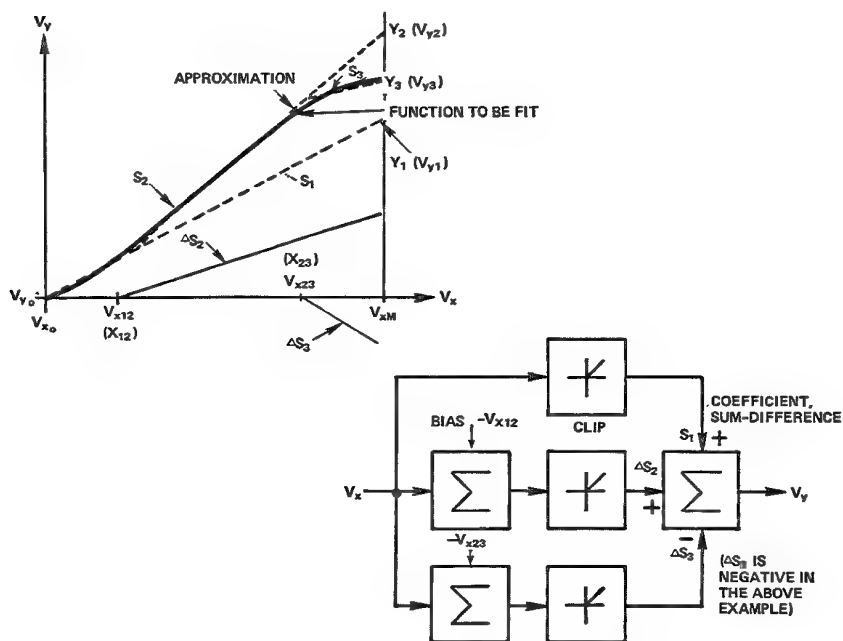 Vy
Y2 (Vy2)
S3
Y3 (Vy3)
APPROXIMATION
FUNCTION TO BE FIT
Y1 (Vy1)
S2
S1
ΔS2
(X23)
Vx23
Vyo
Vxo
Vx12
(X12)
VxM
Vx
ΔS3
COEFFICIENT,
SUM-DIFFERENCE
BIAS
-Vx12
CLIP
S1
+
Vx
Σ
ΔS2
+
Σ
Vy
-Vx23
−
ΔS3
Σ
(ΔS3 IS
NEGATIVE IN
THE ABOVE
EXAMPLE)